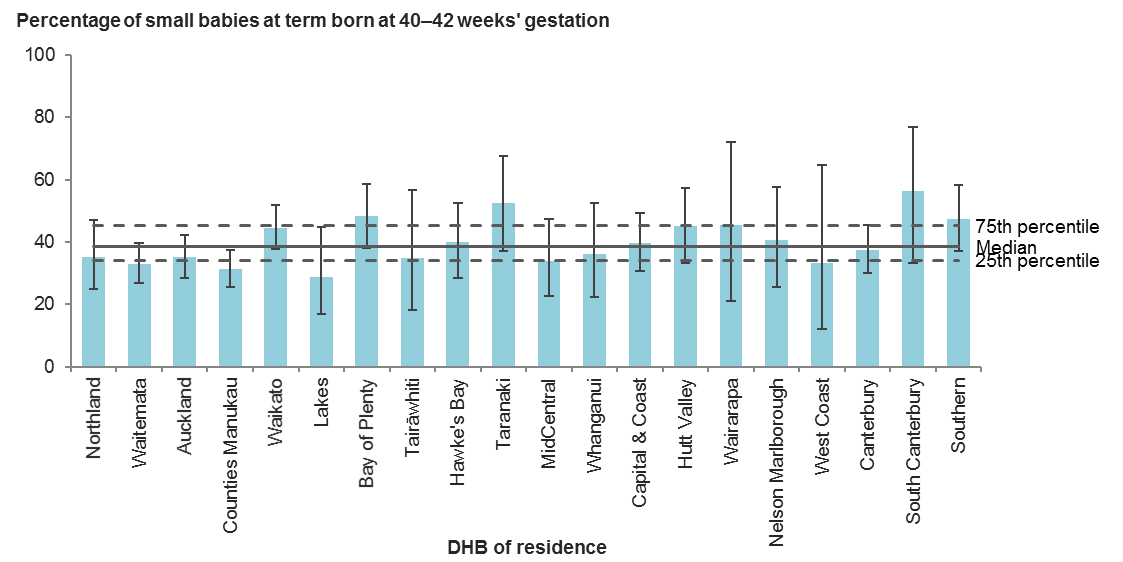 Percentage of small babies at term born at 40–42 weeks' gestation
100
80
60
40
20
0
75th percentile
Median
25th percentile
Northland
Waitemata
Auckland
Counties Manukau
Waikato
Lakes
Bay of Plenty
Tairāwhiti
Hawke's Bay
Taranaki
MidCentral
Whanganui
Capital & Coast
Hutt Valley
Wairarapa
Nelson Marlborough
West Coast
Canterbury
South Canterbury
Southern
DHB of residence